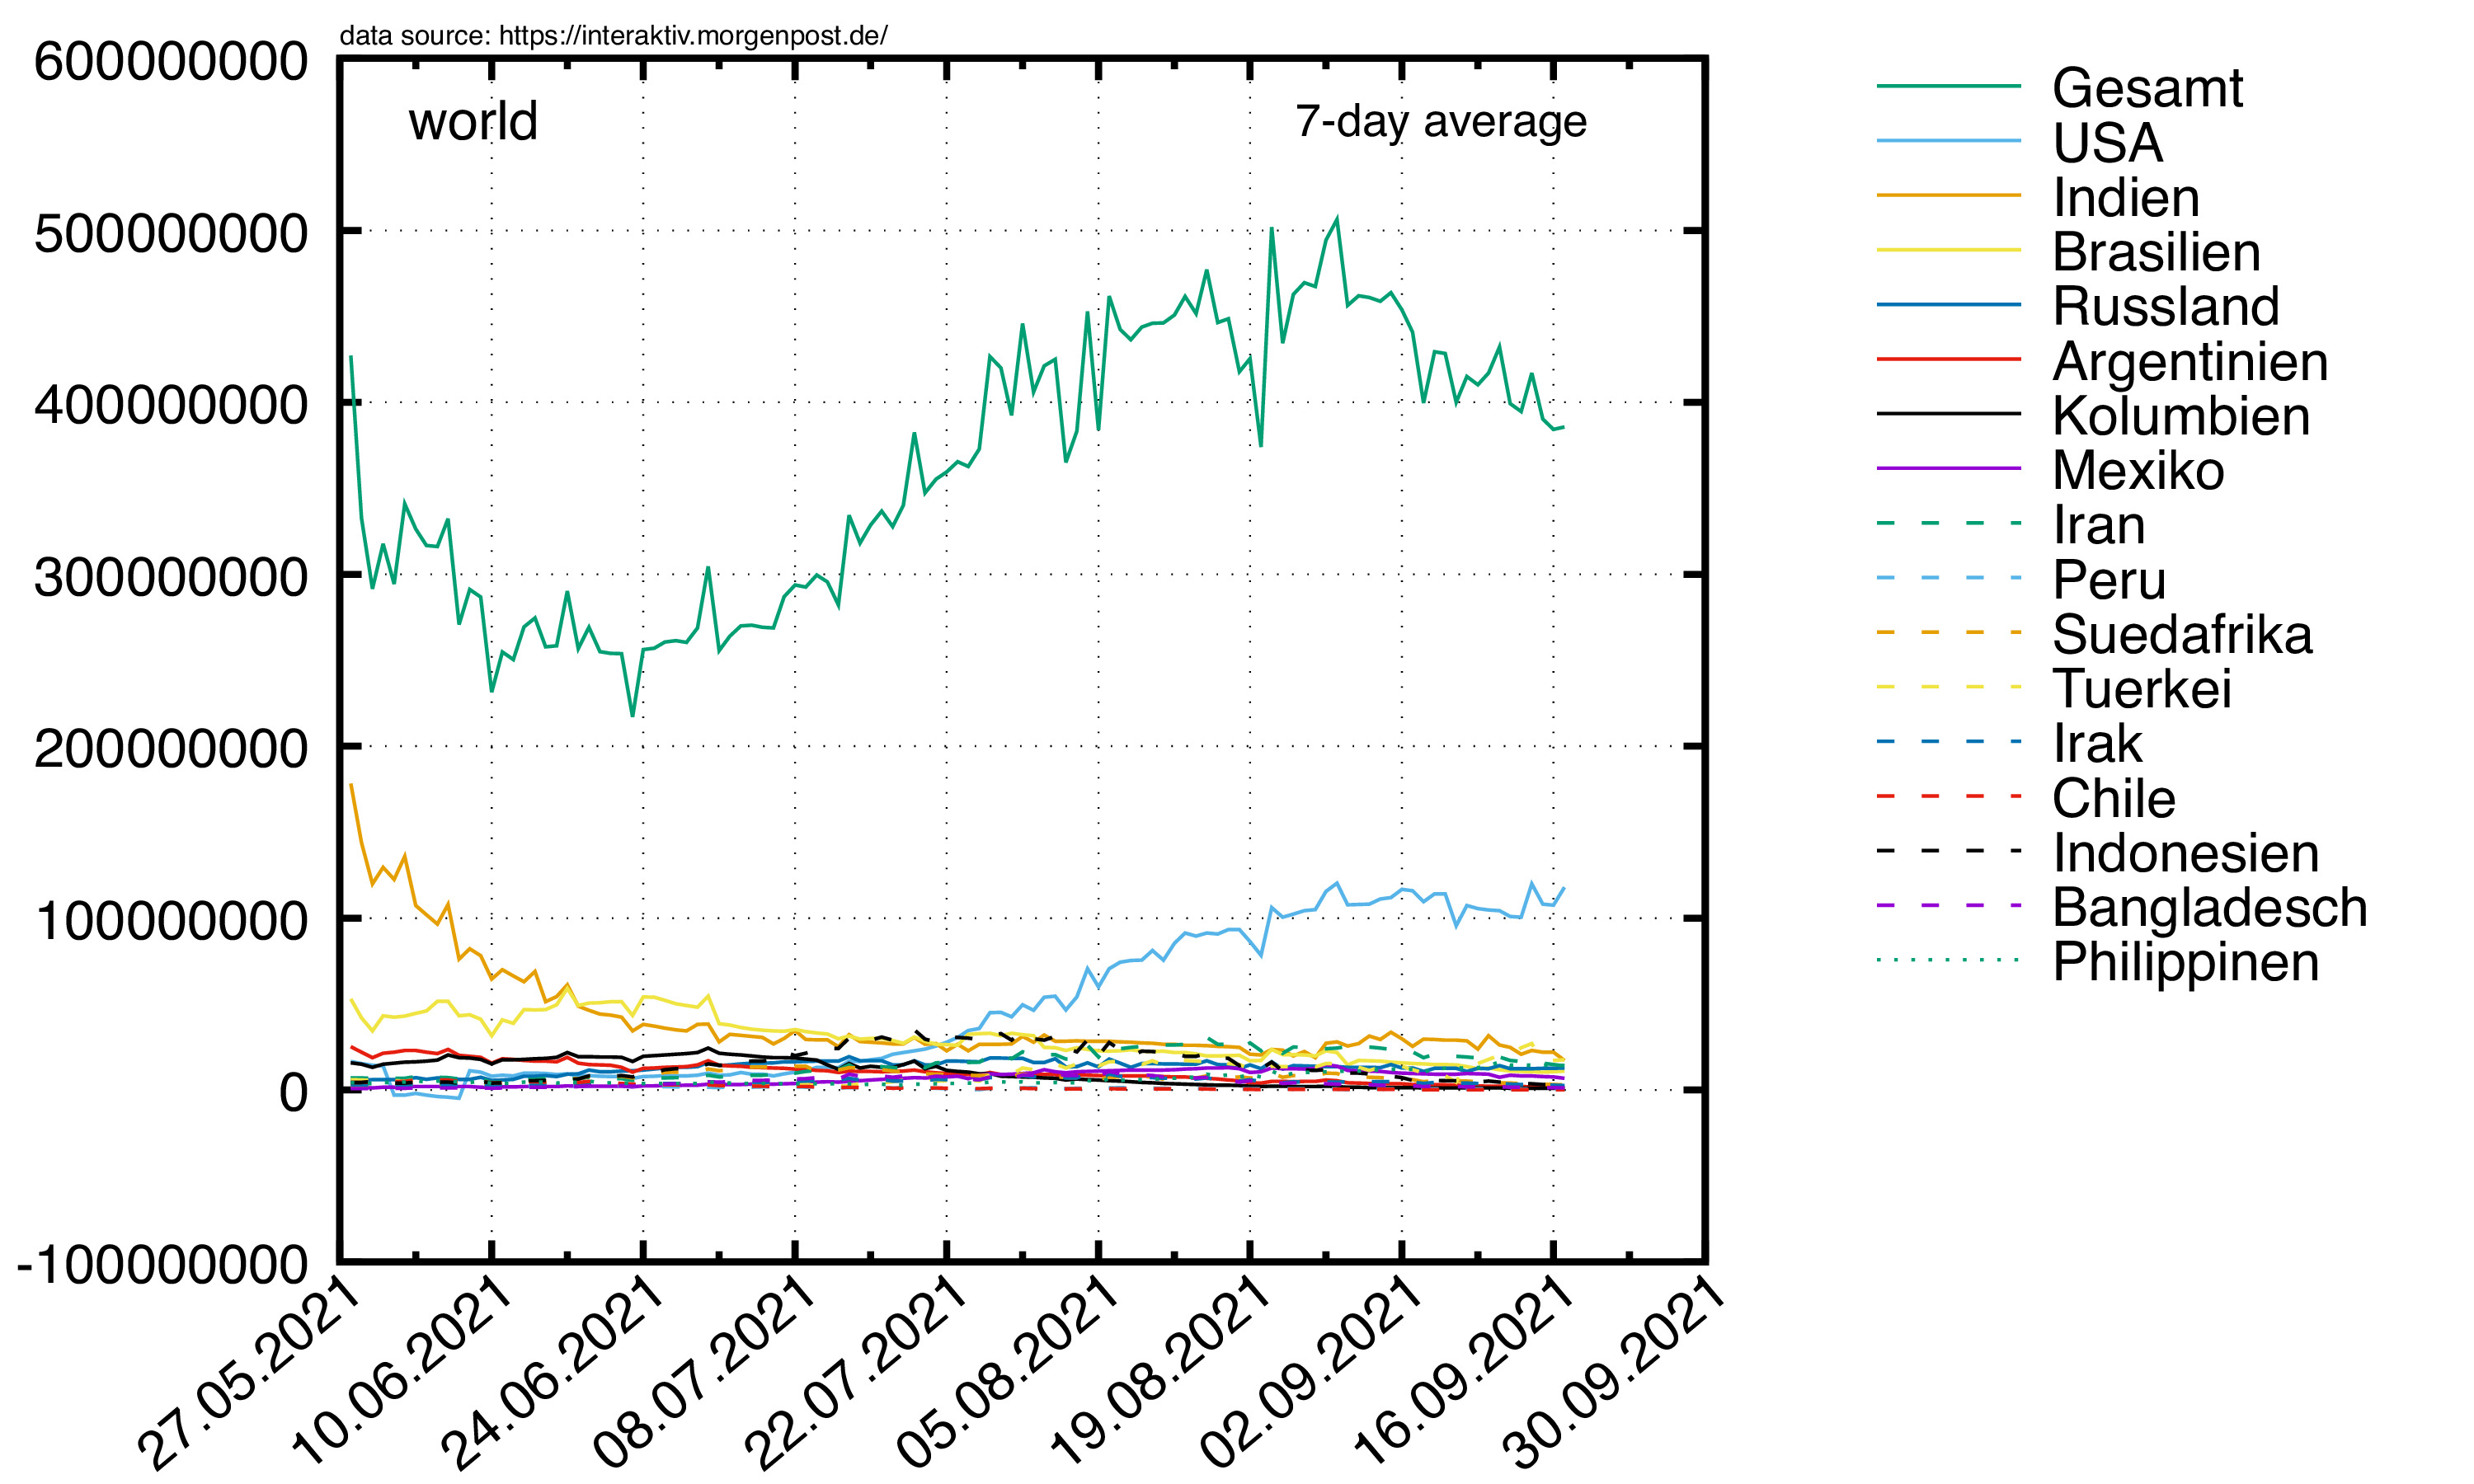 data source: https://interaktiv.morgenpost.de/
600000000
500000000
400000000
300000000
200000000
100000000
0
-100000000
world
7-day average
27.05.2021
10.06.2021
24.06.2021
08.07.2021
22.07.2021
05.08.2021
19.08.2021
02.09.2021
16.09.2021
30.09.2021
Gesamt
USA
Indien
Brasilien
Russland
Argentinien
Kolumbien
Mexiko
Iran
Peru
Suedafrika
Tuerkei
Irak
Chile
Indonesien
Bangladesch
Philippinen